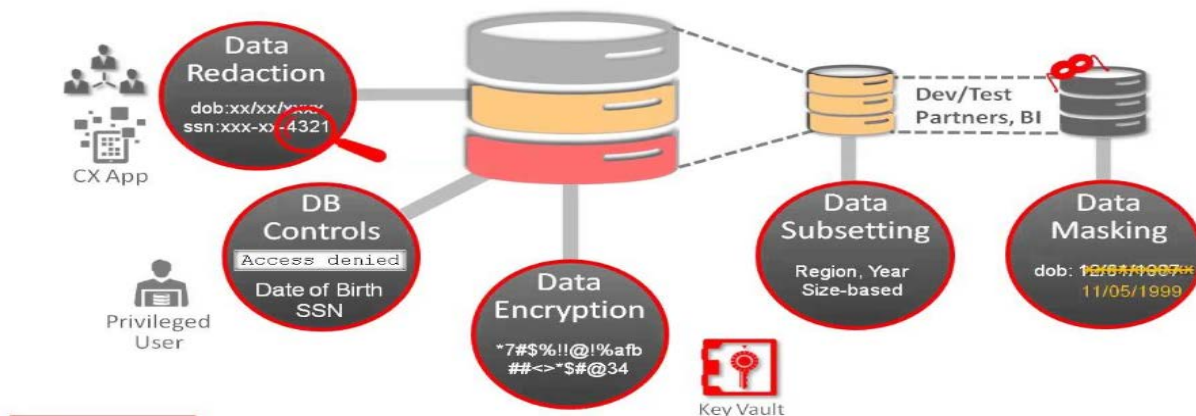 Data
Redaction
dob:xx/xx/xxxx
ssn:xxx-xx-4321
CX App
DB
Controls
Access denied
Date of Birth
SSN
Privileged
User
Data
Encryption
*7#$%!!@!%afb
##<>*$#@34
Key Vault
Dev/Test
Partners, BI
Data
Subsetting
Region, Year
Size-based
Data
Masking
dob:
11/05/1999